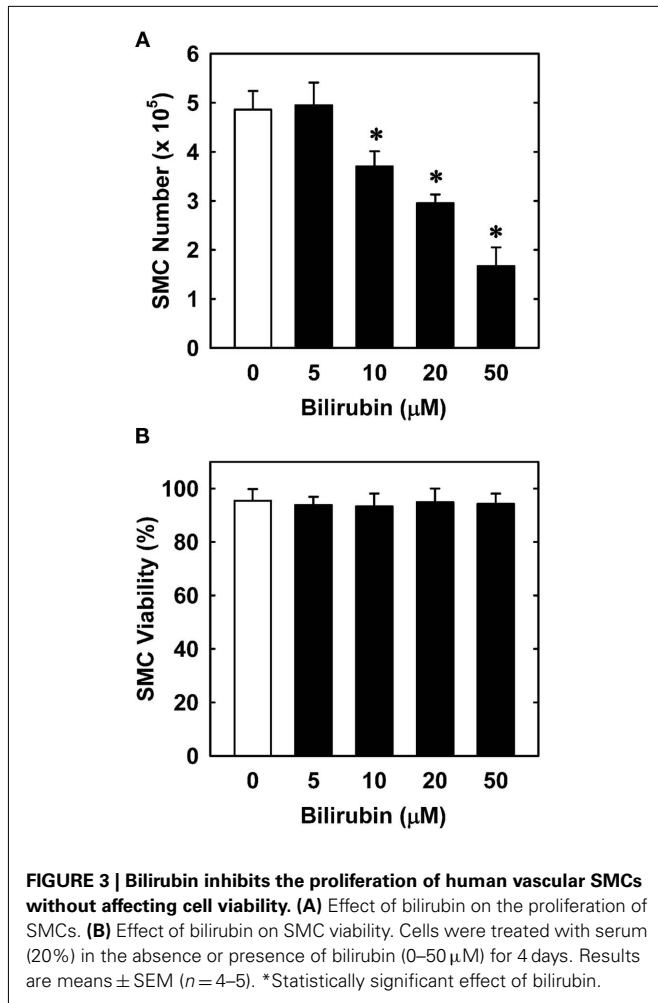 A
6
5
4
3
2
1
0
SMC Number (x 10⁵)
* * *
0 5 10 20 50
Bilirubin (μM)
B
100
80
60
40
20
0
SMC Viability (%)
0 5 10 20 50
Bilirubin (μM)
FIGURE 3 | Bilirubin inhibits the proliferation of human vascular SMCs
without affecting cell viability. (A) Effect of bilirubin on the proliferation of
SMCs. (B) Effect of bilirubin on SMC viability. Cells were treated with serum
(20%) in the absence or presence of bilirubin (0–50 μM) for 4 days. Results
are means ± SEM (n = 4–5). *Statistically significant effect of bilirubin.